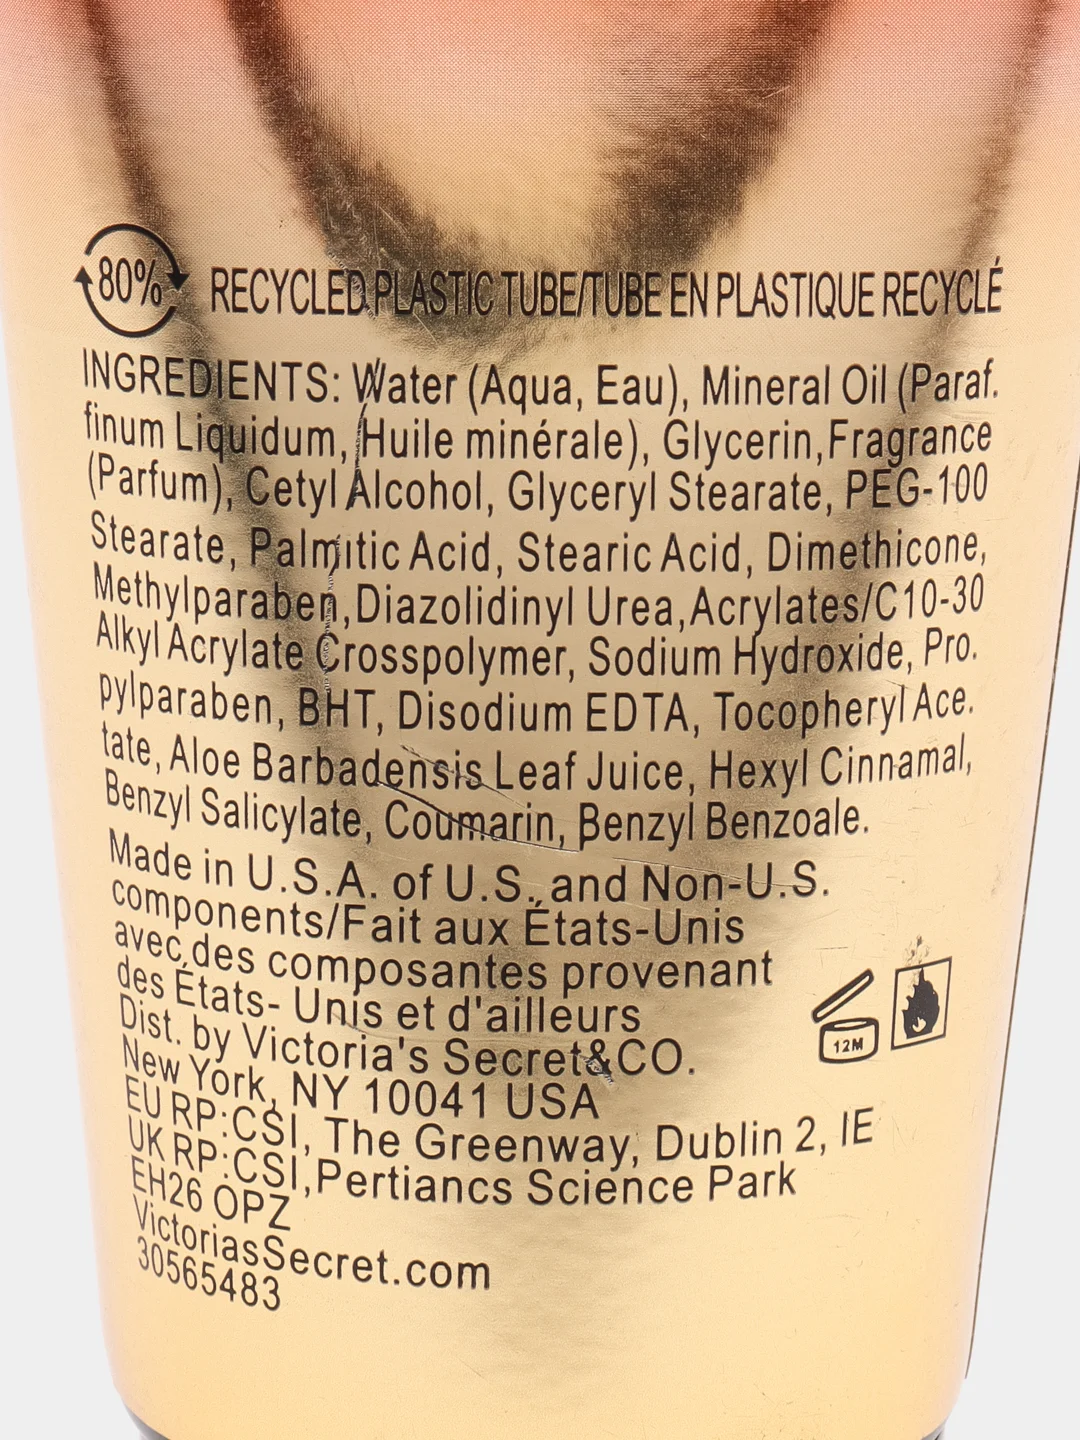 80% RECYCLED PLASTIC TUBE/TUBE EN PLASTIQUE RECYCLÉ
INGREDIENTS: Water (Aqua, Eau), Mineral Oil (Paraf.
finum Liquidum, Huile minérale), Glycerin,Fragrance
(Parfum), Cetyl Alcohol, Glyceryl Stearate, PEG-100
Stearate, Palmitic Acid, Stearic Acid, Dimethicone,
Methylparaben,Diazolidinyl Urea,Acrylates/C10-30
Alkyl Acrylate Crosspolymer, Sodium Hydroxide, Pro.
pylparaben, BHT, Disodium EDTA, Tocopheryl Ace.
tate, Aloe Barbadensis Leaf Juice, Hexyl Cinnamal,
Benzyl Salicylate, Coumarin, Benzyl Benzoale.
Made in U.S.A. of U.S. and Non-U.S.
components/Fait aux États-Unis
avec des composantes provenant
des États- Unis et d'ailleurs
Dist. by Victoria's Secret&CO.
New York, NY 10041 USA
EU RP:CSI, The Greenway, Dublin 2, IE
UK RP:CSI,Pertiancs Science Park
EH26 OPZ
VictoriasSecret.com
30565483
12M